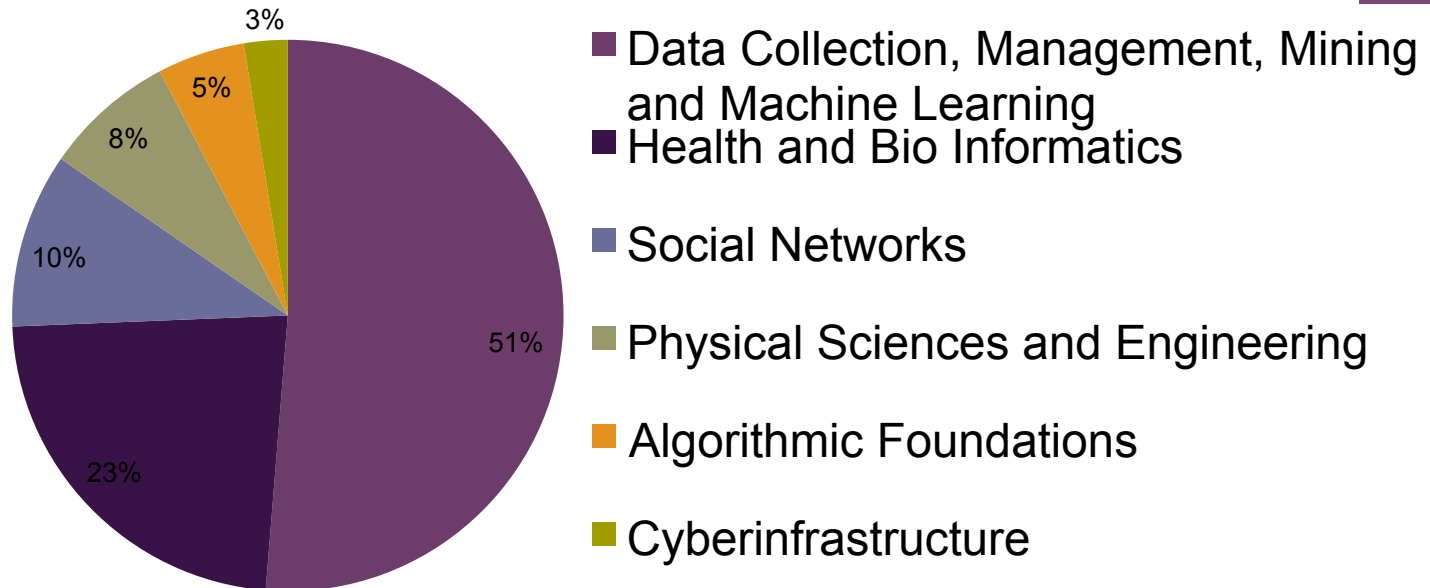 3%
5%
8%
10%
51%
23%
Data Collection, Management, Mining
and Machine Learning
Health and Bio Informatics
Social Networks
Physical Sciences and Engineering
Algorithmic Foundations
Cyberinfrastructure